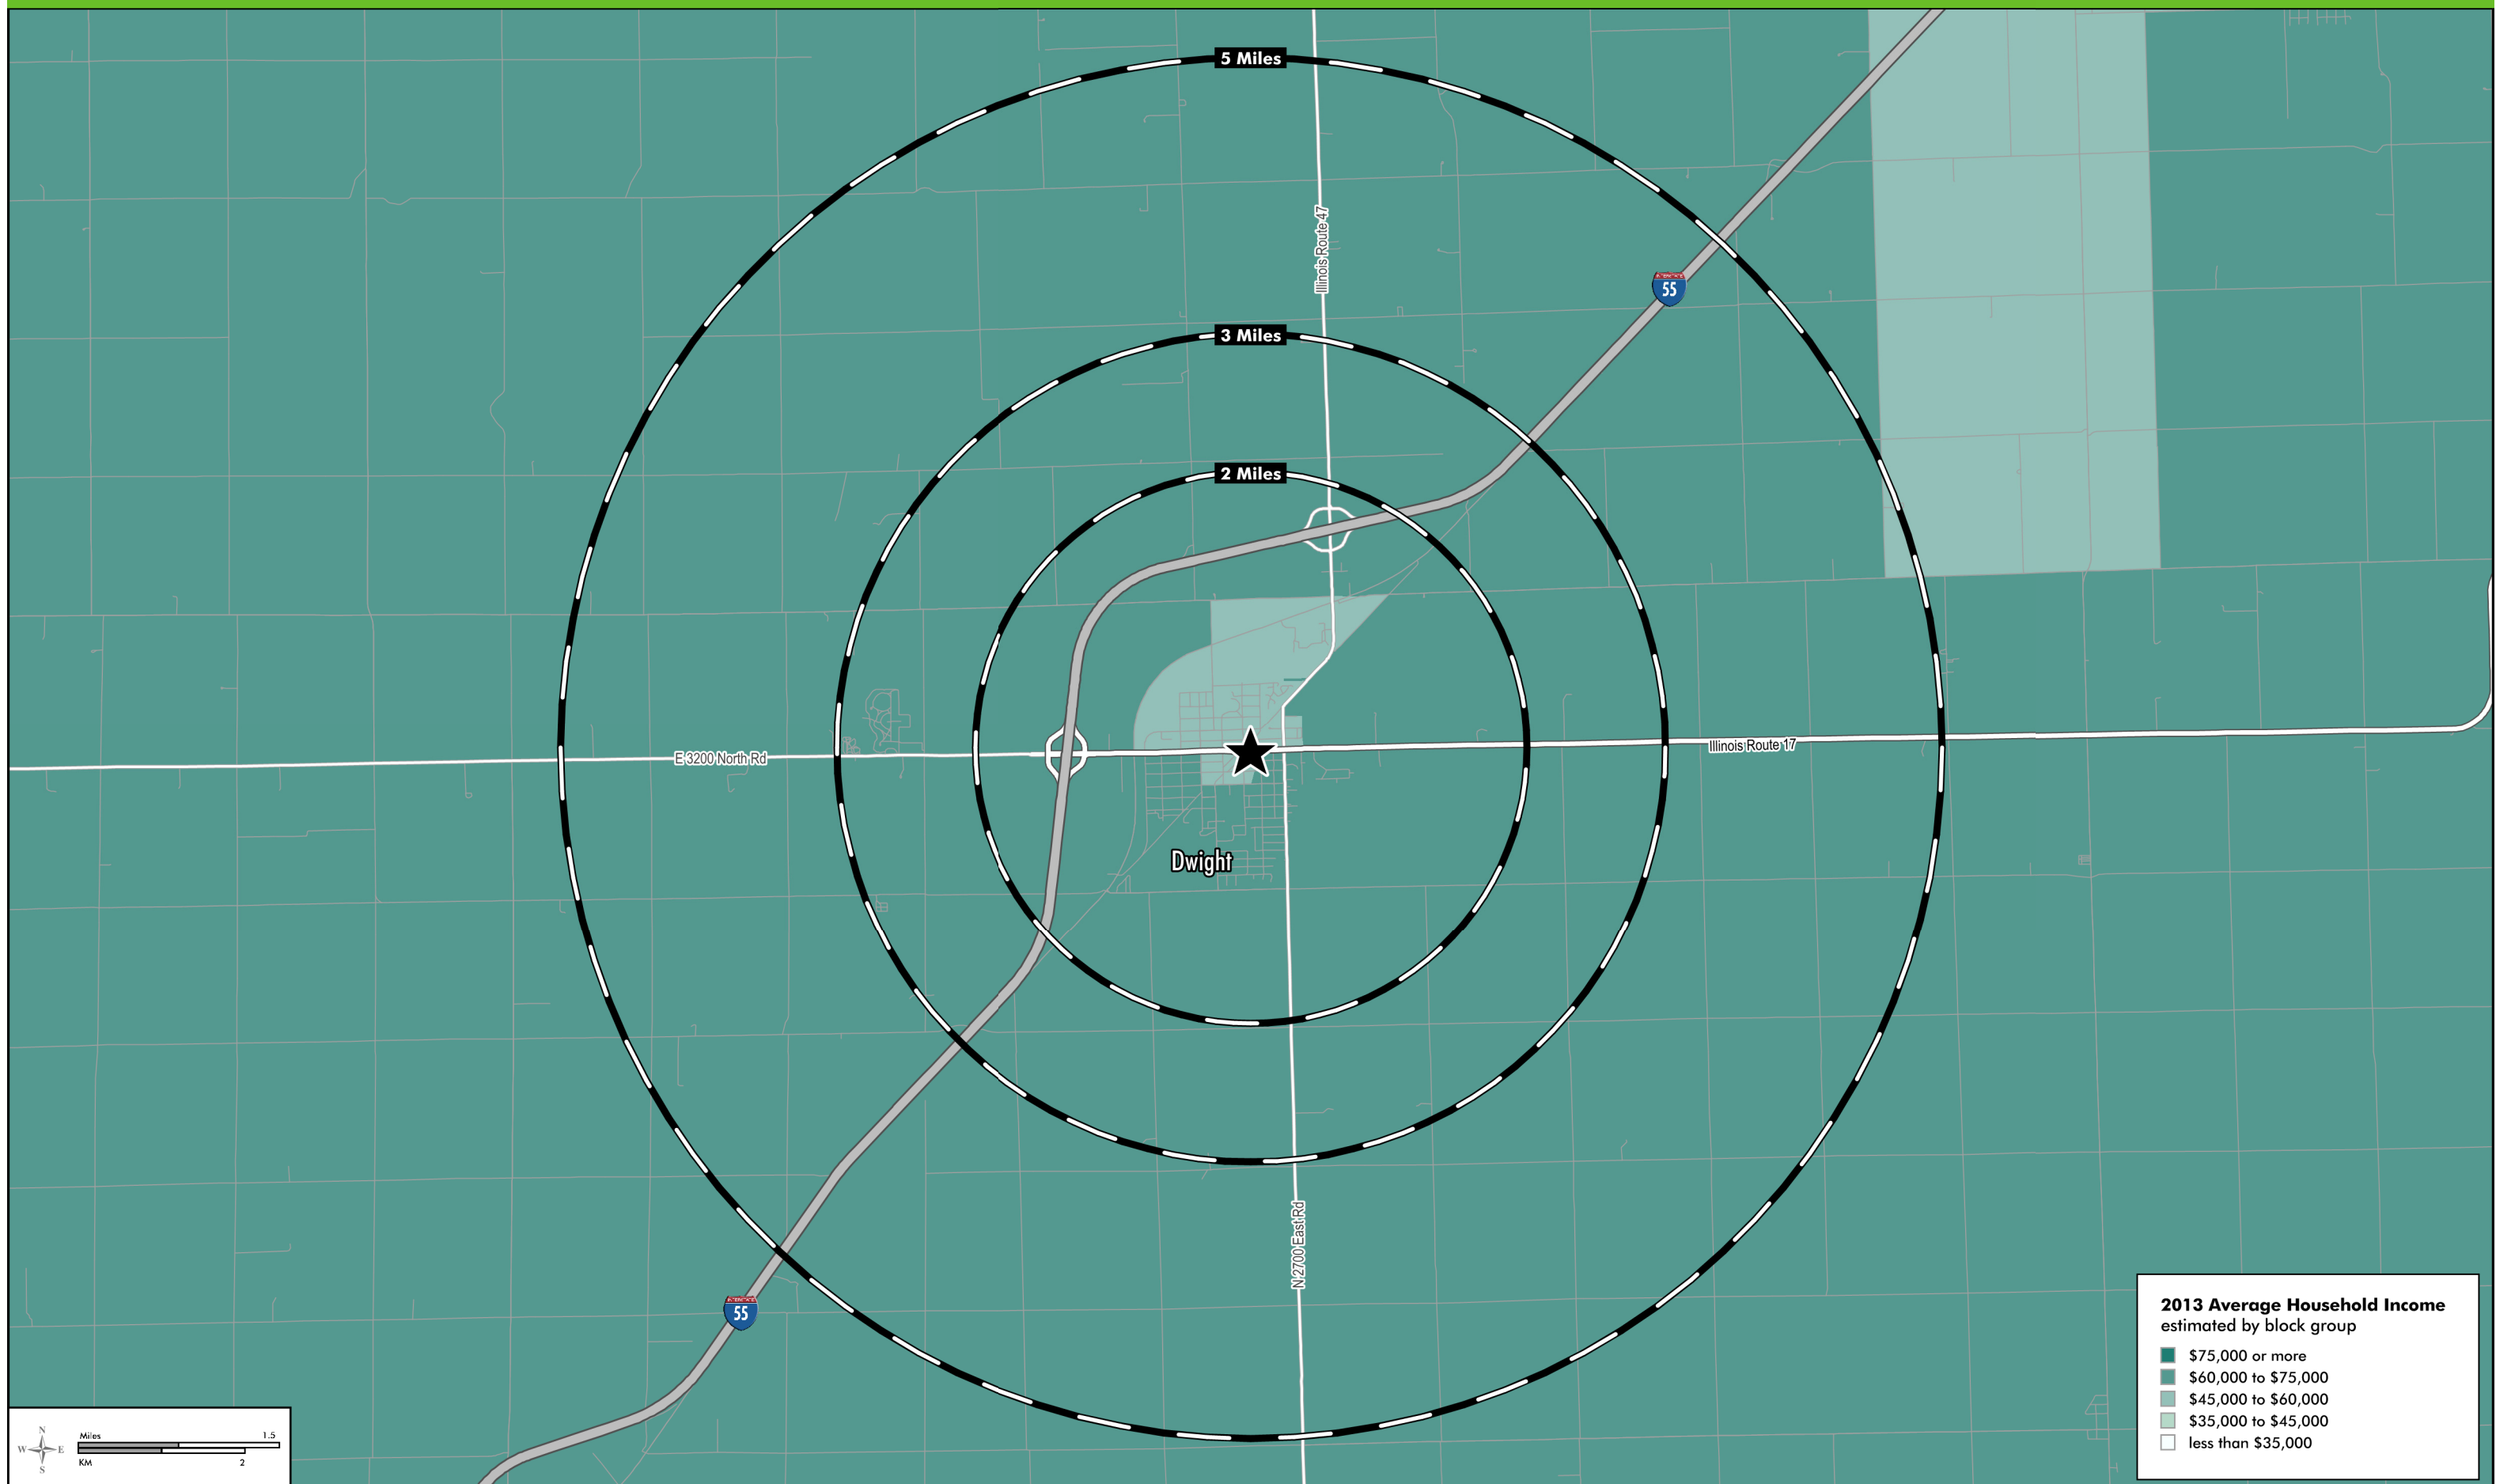 5 Miles
Illinois Route 47
55
3 Miles
2 Miles
Illinois Route 17
E 3200 North Rd
Dwight
N 2700 East Rd
55
2013 Average Household Income
estimated by block group
$75,000 or more
$60,000 to $75,000
$45,000 to $60,000
$35,000 to $45,000
less than $35,000
N
W E
S
Miles 1.5
KM 2